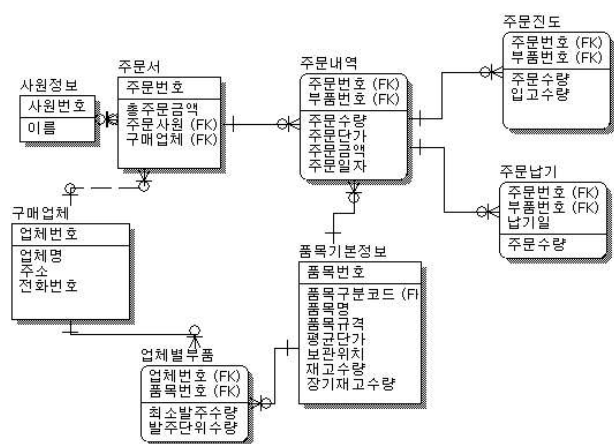 주문진도
주문번호 (FK)
부품번호 (FK)
주문수량
입고수량
주문내역
주문번호 (FK)
부품번호 (FK)
주문수량
주문단가
주문금액
주문일자
주문서
주문번호
총주문금액
주문사원 (FK)
구매업체 (FK)
사원정보
사원번호
이름
주문납기
주문번호 (FK)
부품번호 (FK)
납기일
주문수량
구매업체
업체번호
업체명
주소
전화번호
품목기본정보
품목번호
품목구분코드 (F
품목명
품목규격
평균단가
보관위치
재고수량
장기재고수량
업체별부품
업체번호 (FK)
품목번호 (FK)
최소발주수량
발주단위수량